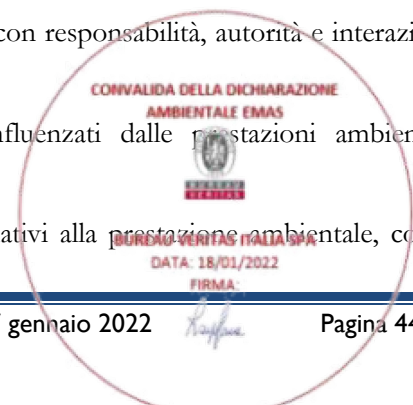 con responsabilità, autorità e interazi
CONVALIDA DELLA DICHIARAZIONE
AMBIENTALE EMAS
nfluenzati dalle prestazioni ambien
BUREAU
VERITAS
ativi alla prestazione ambientale, co
BUREAU VERITAS ITALIA SPA
DATA: 18/01/2022
FIRMA:
gennaio 2022 Pagina 44